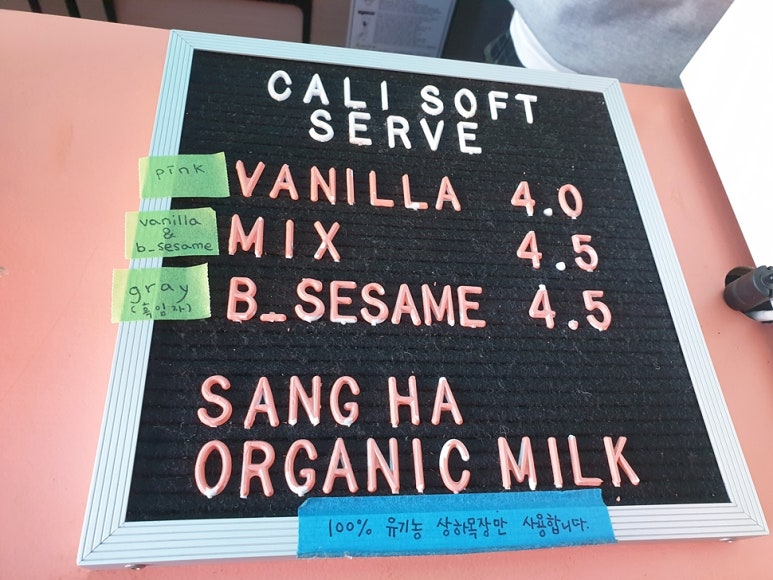 CALI SOFT
SERVE
pink
VANILLA 4.0
vanilla
&
b_sesame
MIX 4.5
gray
(흑임자)
B_SESAME 4.5
SANG HA
ORGANIC MILK
100% 유기농 상하목장만 사용합니다.